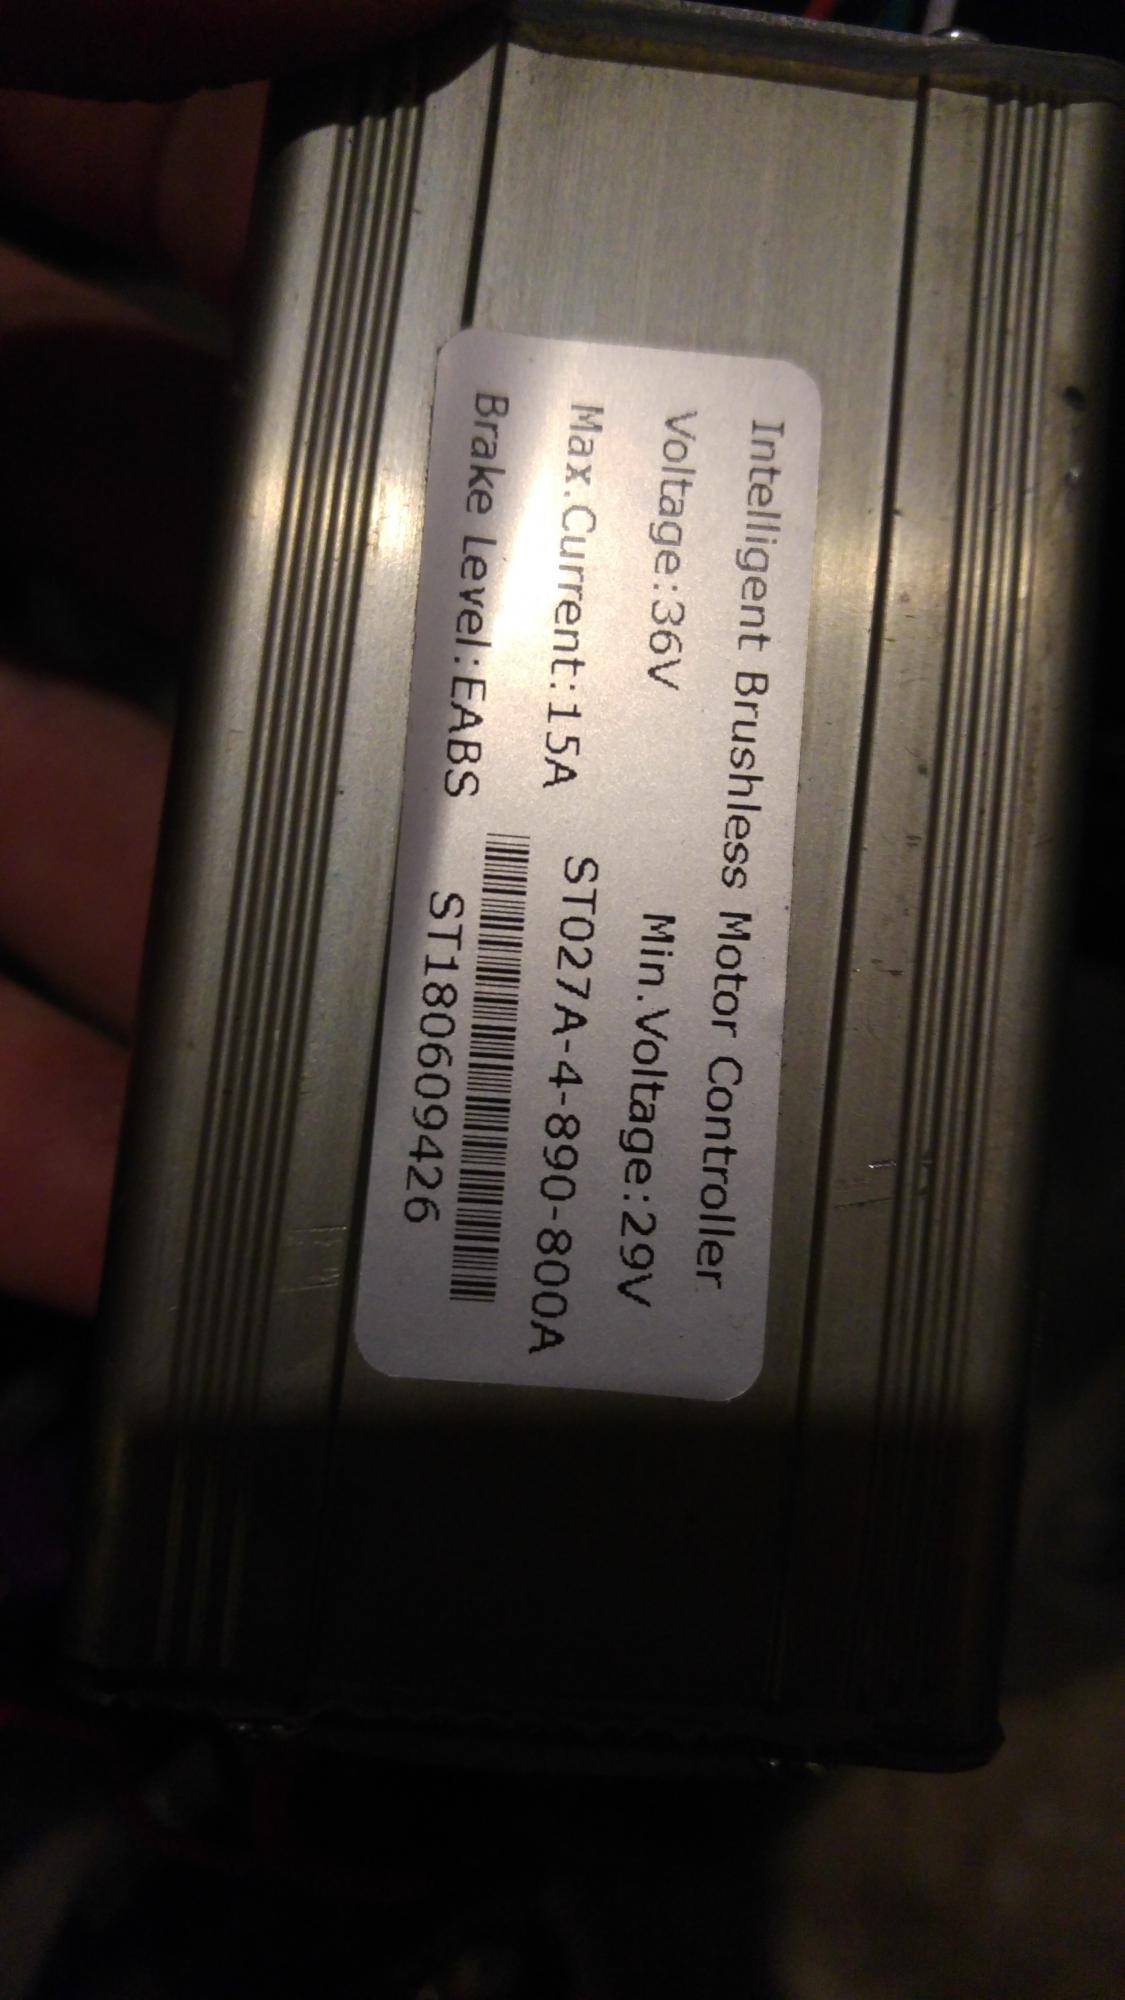 Intelligent Brushless Motor Controller
Voltage:36V Min.Voltage:29V
Max.Current:15A ST027A-4-890-800A
Brake Level:EABS
ST180609426